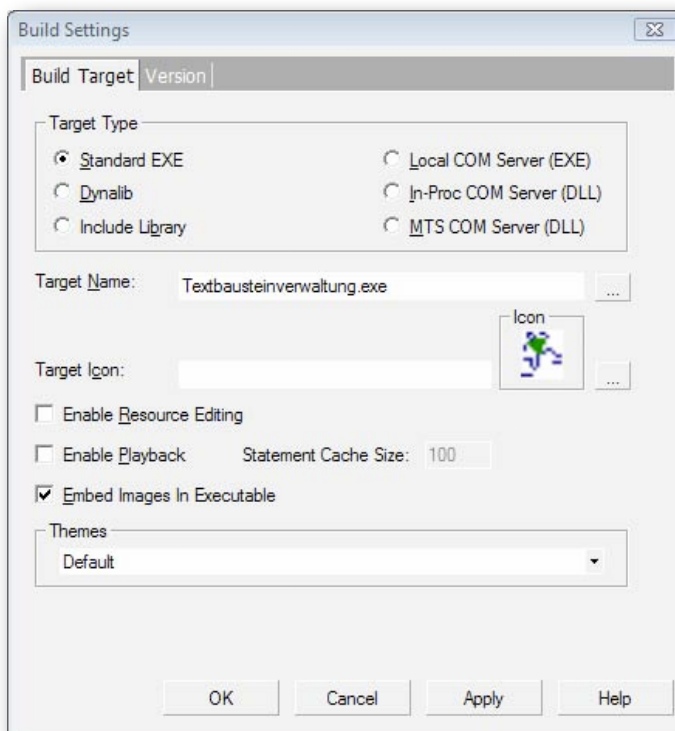 Build Settings
Build Target Version
Target Type
Standard EXE Local COM Server (EXE)
Dynalib In-Proc COM Server (DLL)
Include Library MTS COM Server (DLL)
Target Name: Textbausteinverwaltung.exe ...
Icon
Target Icon: ...
Enable Resource Editing
Enable Playback Statement Cache Size: 100
Embed Images In Executable
Themes
Default
OK Cancel Apply Help